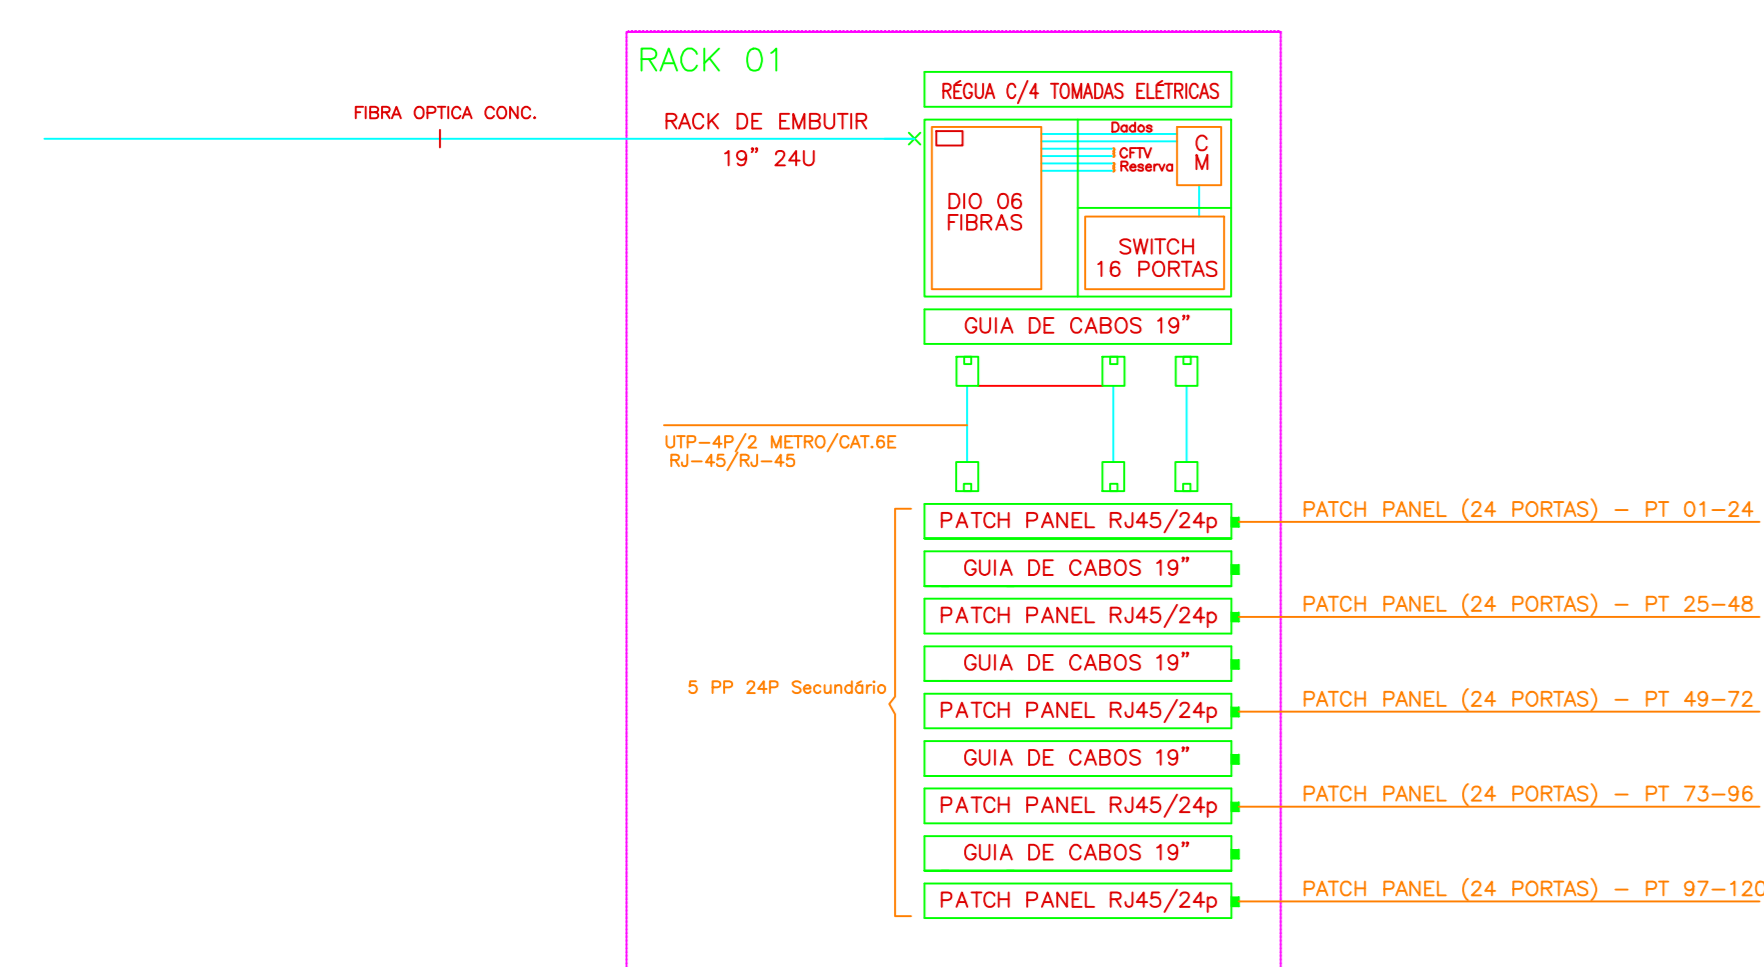 RACK 01
RÉGUA C/4 TOMADAS ELÉTRICAS
FIBRA OPTICA CONC.
RACK DE EMBUTIR
19" 24U
Dados
CFTV
Reserva
C
M
DIO 06
FIBRAS
SWITCH
16 PORTAS
GUIA DE CABOS 19"
UTP-4P/2 METRO/CAT.6E
RJ-45/RJ-45
PATCH PANEL RJ45/24p
PATCH PANEL (24 PORTAS) - PT 01-24
GUIA DE CABOS 19"
PATCH PANEL RJ45/24p
PATCH PANEL (24 PORTAS) - PT 25-48
GUIA DE CABOS 19"
5 PP 24P Secundário
PATCH PANEL RJ45/24p
PATCH PANEL (24 PORTAS) - PT 49-72
GUIA DE CABOS 19"
PATCH PANEL RJ45/24p
PATCH PANEL (24 PORTAS) - PT 73-96
GUIA DE CABOS 19"
PATCH PANEL RJ45/24p
PATCH PANEL (24 PORTAS) - PT 97-120